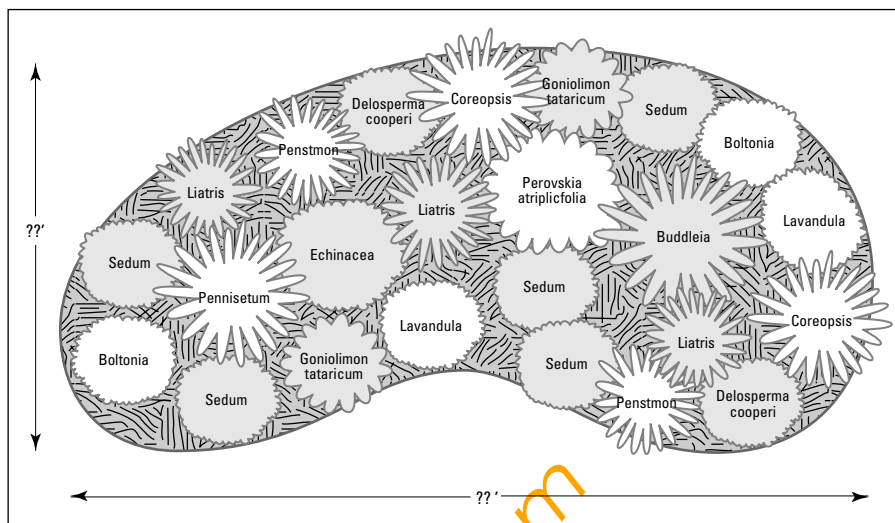 Delosperma
cooperi
Coreopsis
Goniolimon
tataricum
Sedum
Boltonia
Penstmon
Liatris
Liatris
Perovskia
atriplicfolia
Lavandula
Buddleia
??′
Sedum
Echinacea
Pennisetum
Sedum
Lavandula
Coreopsis
Boltonia
Goniolimon
tataricum
Liatris
Sedum
Sedum
Penstmon
Delosperma
cooperi
?? ′
m